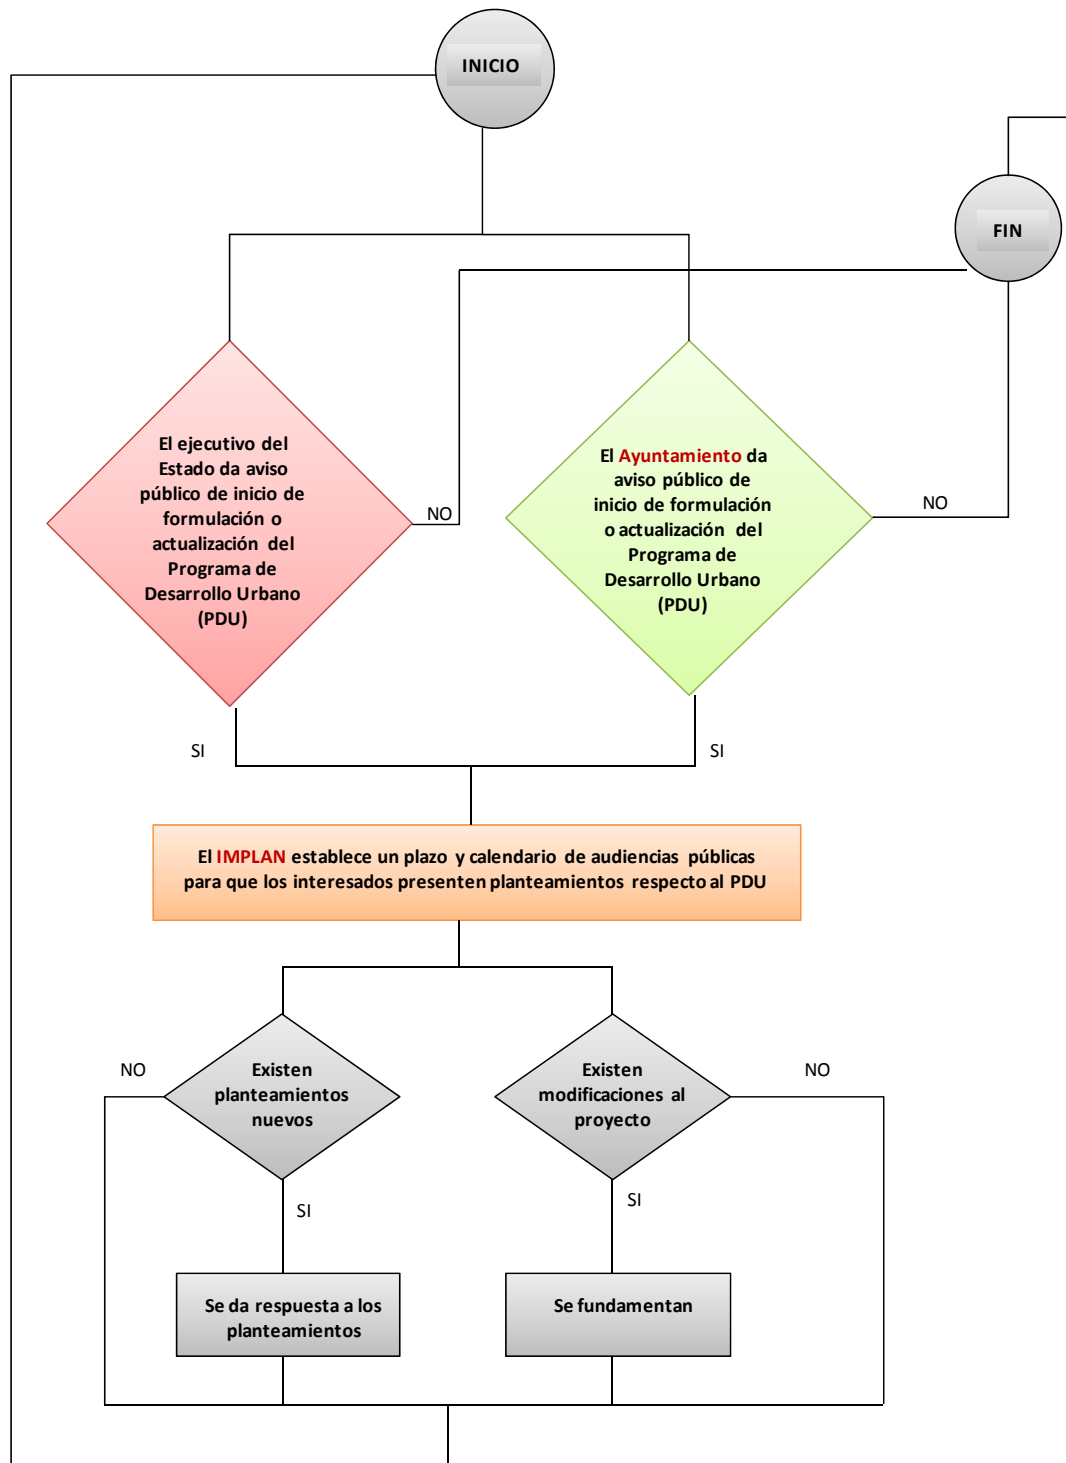 INICIO
FIN
El ejecutivo del
Estado da aviso
público de inicio de
formulación o
actualización del
Programa de
Desarrollo Urbano
(PDU)
NO
El Ayuntamiento da
aviso público de
inicio de formulación
o actualización del
Programa de
Desarrollo Urbano
(PDU)
NO
SI
SI
El IMPLAN establece un plazo y calendario de audiencias públicas
para que los interesados presenten planteamientos respecto al PDU
NO
Existen
planteamientos
nuevos
Existen
modificaciones al
proyecto
NO
SI
SI
Se da respuesta a los
planteamientos
Se fundamentan